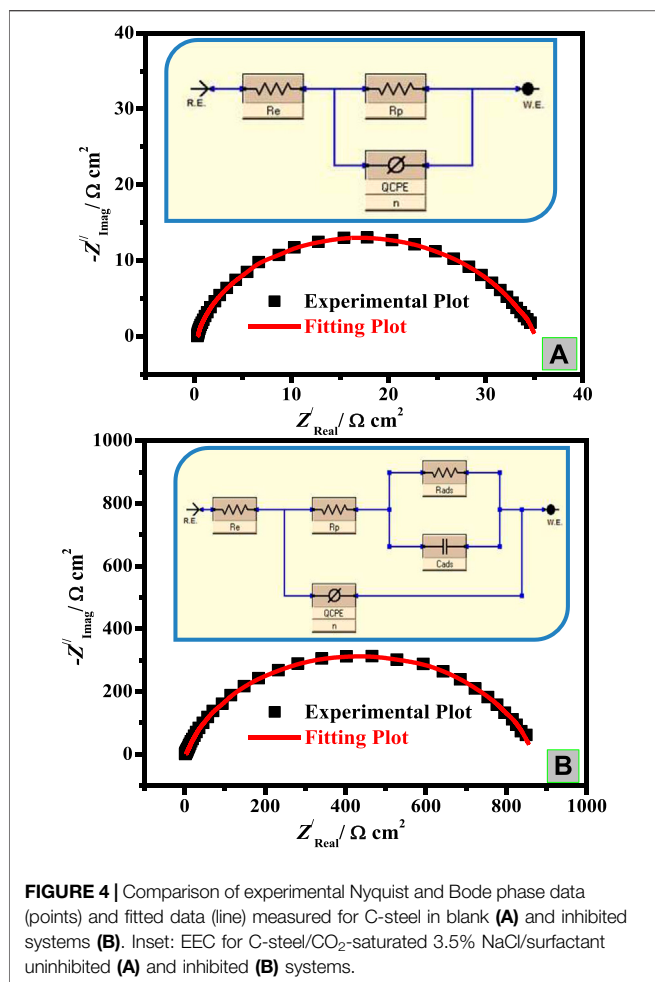 40
30
20
10
0
-Z//Imag/ Ω cm2
R.E.
Re
Rp
W.E.
QCPE
n
Experimental Plot
Fitting Plot
A
0 10 20 30 40
Z/Real/ Ω cm2
1000
800
600
400
200
0
-Z//Imag/ Ω cm2
R.E.
Re
Rp
Rads
Cads
W.E.
QCPE
n
Experimental Plot
Fitting Plot
B
0 200 400 600 800 1000
Z/Real/ Ω cm2
FIGURE 4 | Comparison of experimental Nyquist and Bode phase data
(points) and fitted data (line) measured for C-steel in blank (A) and inhibited
systems (B). Inset: EEC for C-steel/CO2-saturated 3.5% NaCl/surfactant
uninhibited (A) and inhibited (B) systems.